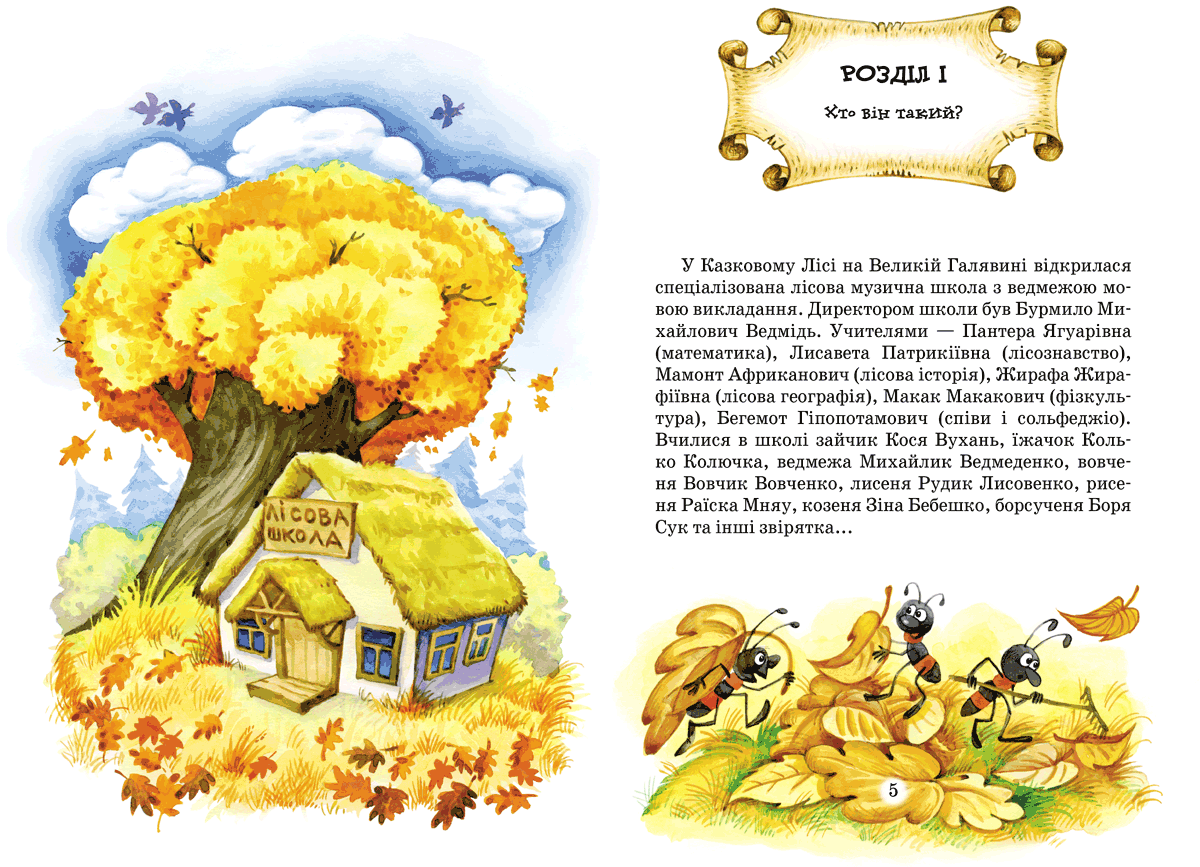 ЛІСОВА
ШКОЛА
РОЗДІЛ І
Хто він такий?
У Казковому Лісі на Великій Галявині відкрилася
спеціалізована лісова музична школа з ведмежою мо-
вою викладання. Директором школи був Бурмило Ми-
хайлович Ведмідь. Учителями — Пантера Ягуарівна
(математика), Лисавета Патрикіївна (лісознавство),
Мамонт Африканович (лісова історія), Жирафа Жира-
фіївна (лісова географія), Макак Макакович (фізкуль-
тура), Бегемот Гіпопотамович (співи і сольфеджіо).
Вчилися в школі зайчик Кося Вухань, їжачок Коль-
ко Колючка, ведмежа Михайлик Ведмеденко, вовче-
ня Вовчик Вовченко, лисеня Рудик Лисовенко, рисе-
ня Раїска Мняу, козеня Зіна Бебешко, борсученя Боря
Сук та інші звірятка...
5